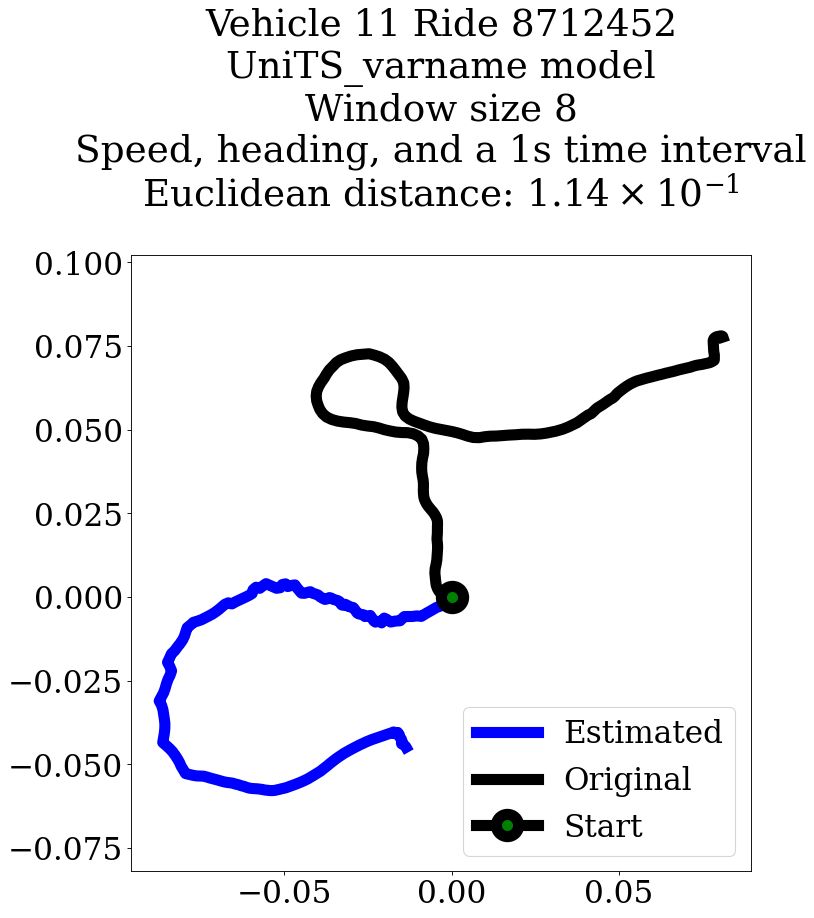 Vehicle 11 Ride 8712452
UniTS_varname model
Window size 8
Speed, heading, and a 1s time interval
Euclidean distance: 1.14 × 10⁻¹
0.100
0.075
0.050
0.025
0.000
−0.025
−0.050
−0.075
−0.05
0.00
0.05
Estimated
Original
Start